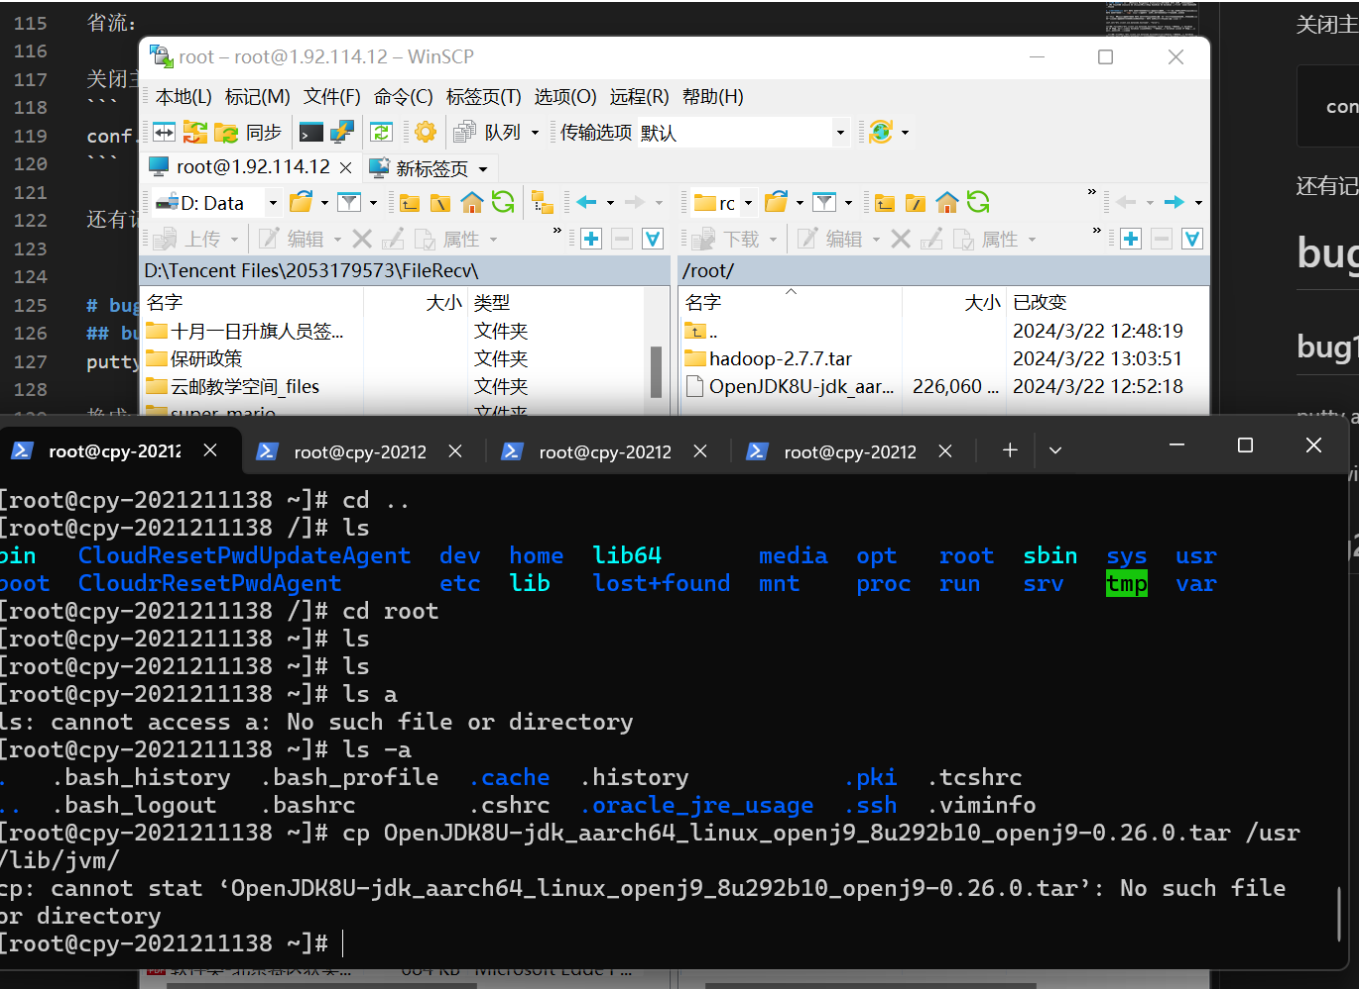 115 省流:
116
117 关闭主
118 ```
119 conf.
120 ```
121
122 还有记
123
124
125 # bug
126 ## bu
127 putty
128
root – root@1.92.114.12 – WinSCP
本地(L) 标记(M) 文件(F) 命令(C) 标签页(T) 选项(O) 远程(R) 帮助(H)
同步 队列 传输选项 默认
root@1.92.114.12 × 新标签页
D: Data rc
上传 编辑 属性 下载 编辑 属性
D:\Tencent Files\2053179573\FileRecv\ /root/
名字 大小 类型 名字 大小 已改变
十月一日升旗人员签... 文件夹 .. 2024/3/22 12:48:19
保研政策 文件夹 hadoop-2.7.7.tar 2024/3/22 13:03:51
云邮教学空间_files 文件夹 OpenJDK8U-jdk_aar... 226,060 ... 2024/3/22 12:52:18
super_mario 文件夹
关闭主
con
还有记
bug
bug1
putty a
root@cpy-20212 × root@cpy-20212 × root@cpy-20212 × root@cpy-20212 ×
[root@cpy-2021211138 ~]# cd ..
[root@cpy-2021211138 /]# ls
bin CloudResetPwdUpdateAgent dev home lib64 media opt root sbin sys usr
boot CloudrResetPwdAgent etc lib lost+found mnt proc run srv tmp var
[root@cpy-2021211138 /]# cd root
[root@cpy-2021211138 ~]# ls
[root@cpy-2021211138 ~]# ls
[root@cpy-2021211138 ~]# ls a
ls: cannot access a: No such file or directory
[root@cpy-2021211138 ~]# ls -a
. .bash_history .bash_profile .cache .history .pki .tcshrc
.. .bash_logout .bashrc .cshrc .oracle_jre_usage .ssh .viminfo
[root@cpy-2021211138 ~]# cp OpenJDK8U-jdk_aarch64_linux_openj9_8u292b10_openj9-0.26.0.tar /usr
/lib/jvm/
cp: cannot stat ‘OpenJDK8U-jdk_aarch64_linux_openj9_8u292b10_openj9-0.26.0.tar’: No such file
or directory
[root@cpy-2021211138 ~]#